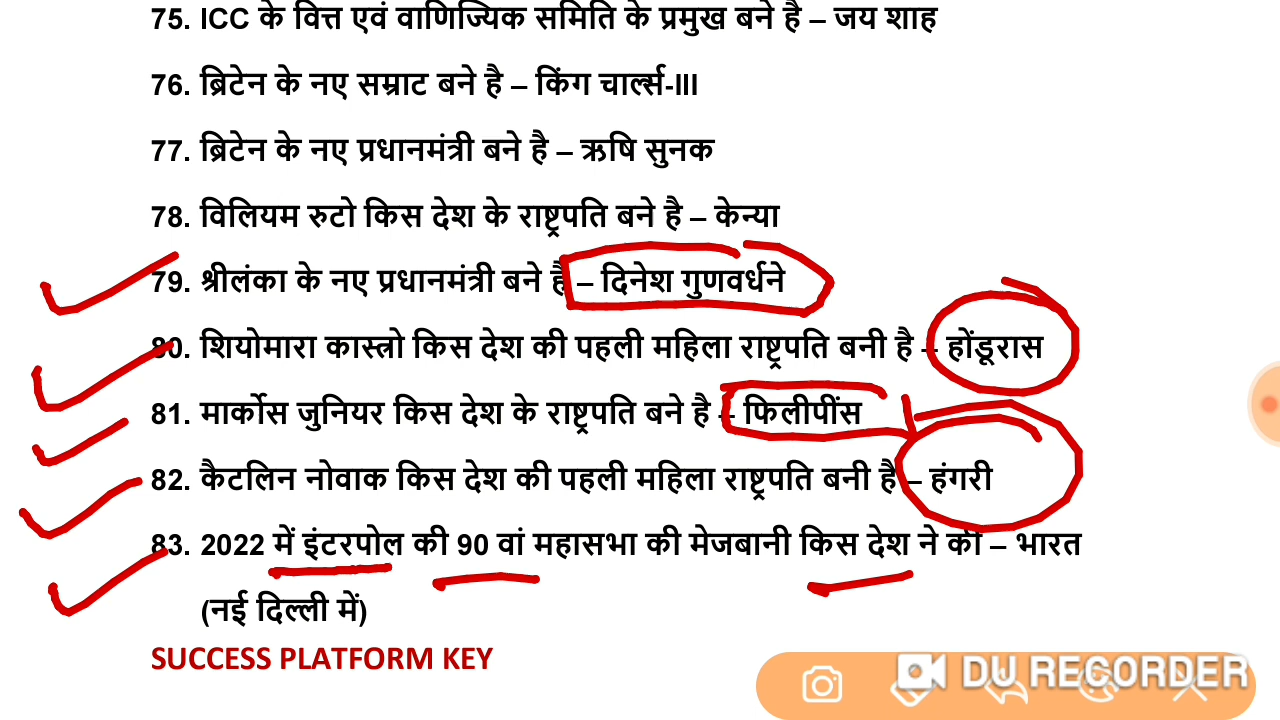 75. ICC के वित्त एवं वाणिज्यिक समिति के प्रमुख बने है – जय शाह
76. ब्रिटेन के नए सम्राट बने है – किंग चार्ल्स-III
77. ब्रिटेन के नए प्रधानमंत्री बने है – ऋषि सुनक
78. विलियम रुटो किस देश के राष्ट्रपति बने है – केन्या
79. श्रीलंका के नए प्रधानमंत्री बने है – दिनेश गुणवर्धने
80. शियोमारा कास्त्रो किस देश की पहली महिला राष्ट्रपति बनी है – होंडूरास
81. मार्कोस जुनियर किस देश के राष्ट्रपति बने है – फिलीपींस
82. कैटलिन नोवाक किस देश की पहली महिला राष्ट्रपति बनी है – हंगरी
83. 2022 में इंटरपोल की 90 वां महासभा की मेजबानी किस देश ने की – भारत
(नई दिल्ली में)
SUCCESS PLATFORM KEY
DU RECORDER